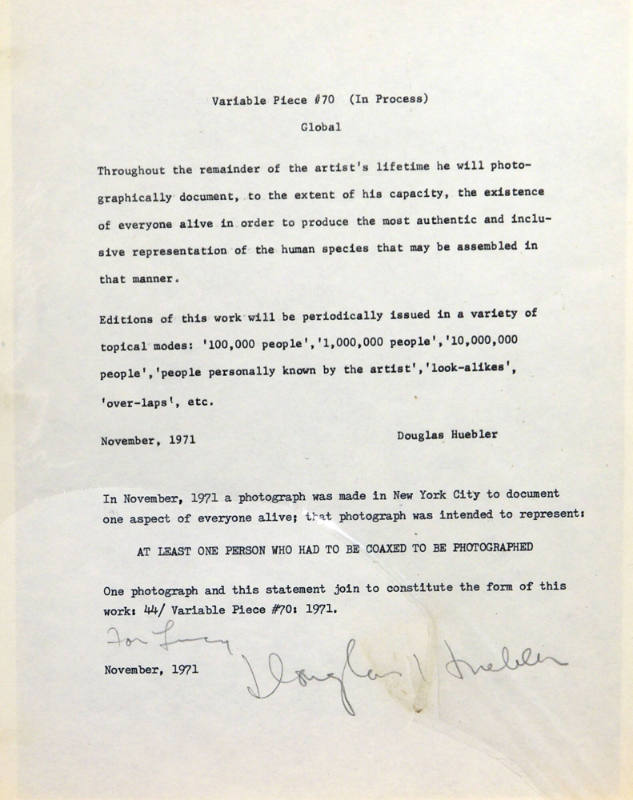 Variable Piece #70 (In Process)
Global
Throughout the remainder of the artist's lifetime he will photo-
graphically document, to the extent of his capacity, the existence
of everyone alive in order to produce the most authentic and inclu-
sive representation of the human species that may be assembled in
that manner.
Editions of this work will be periodically issued in a variety of
topical modes: '100,000 people','1,000,000 people','10,000,000
people','people personally known by the artist','look-alikes',
'over-laps', etc.
November, 1971 Douglas Huebler
In November, 1971 a photograph was made in New York City to document
one aspect of everyone alive; that photograph was intended to represent:
AT LEAST ONE PERSON WHO HAD TO BE COAXED TO BE PHOTOGRAPHED
One photograph and this statement join to constitute the form of this
work: 44/ Variable Piece #70: 1971.
For Lucy
November, 1971 Douglas Huebler